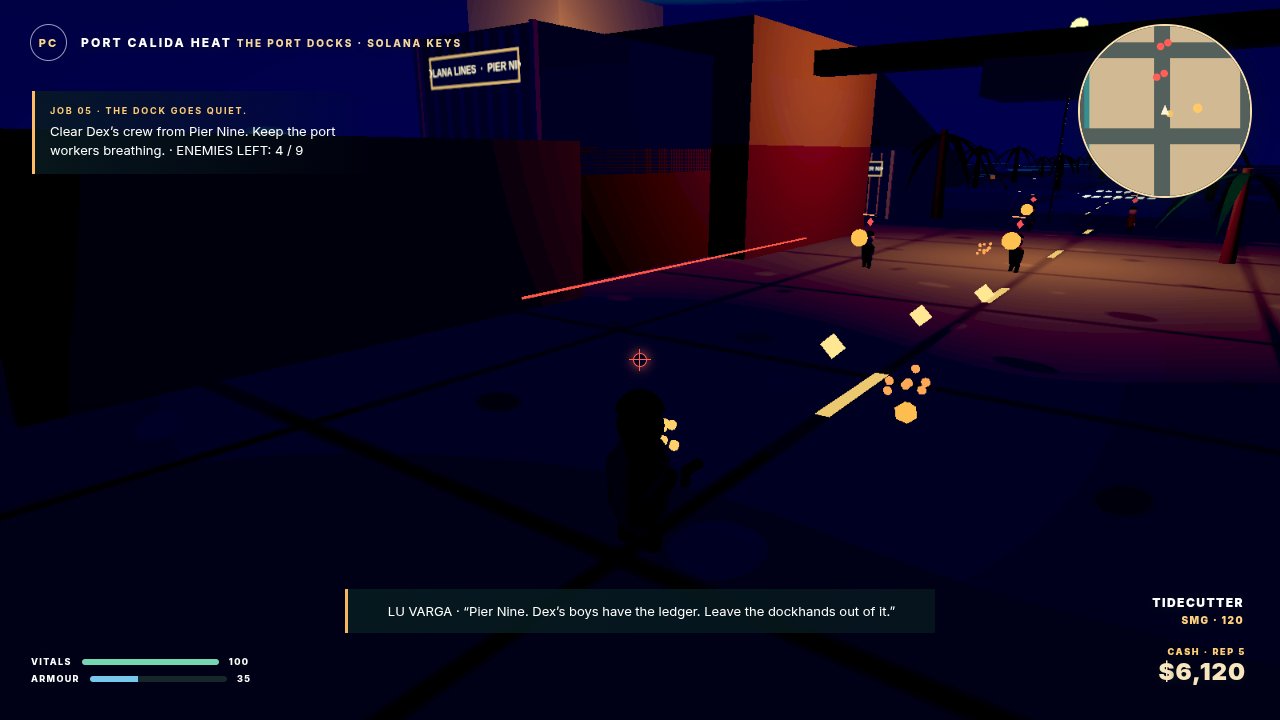 PC
PORT CALIDA HEAT THE PORT DOCKS · SOLANA KEYS
LANA LINES · PIER NI
JOB 05 · THE DOCK GOES QUIET.
Clear Dex’s crew from Pier Nine. Keep the port
workers breathing. · ENEMIES LEFT: 4 / 9
LU VARGA · “Pier Nine. Dex’s boys have the ledger. Leave the dockhands out of it.”
TIDECUTTER
SMG · 120
CASH · REP 5
$6,120
VITALS 100
ARMOUR 35